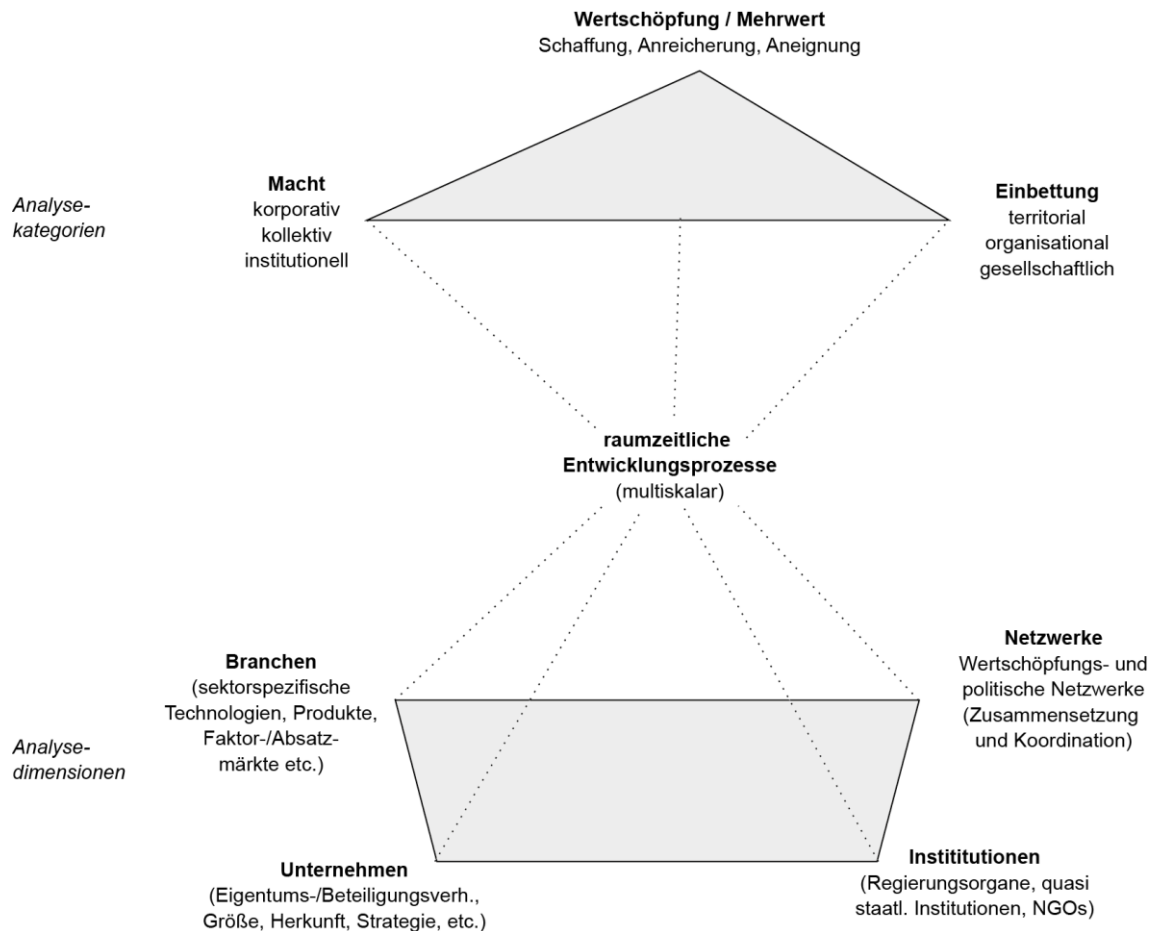 Wertschöpfung / Mehrwert
Schaffung, Anreicherung, Aneignung
Analyse-
kategorien
Macht
korporativ
kollektiv
institutionell
Einbettung
territorial
organisational
gesellschaftlich
raumzeitliche
Entwicklungsprozesse
(multiskalar)
Analyse-
dimensionen
Branchen
(sektorspezifische
Technologien, Produkte,
Faktor-/Absatz-
märkte etc.)
Netzwerke
Wertschöpfungs- und
politische Netzwerke
(Zusammensetzung
und Koordination)
Unternehmen
(Eigentums-/Beteiligungsverh.,
Größe, Herkunft, Strategie, etc.)
Instititutionen
(Regierungsorgane, quasi
staatl. Institutionen, NGOs)